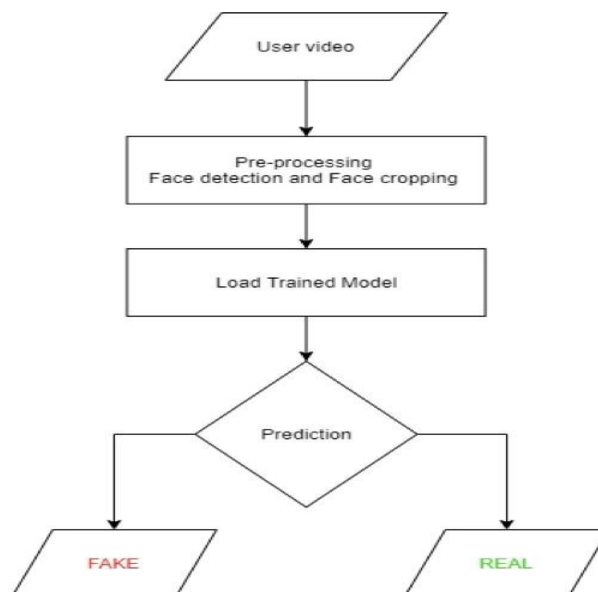 User video
Pre-processing
Face detection and Face cropping
Load Trained Model
Prediction
FAKE
REAL